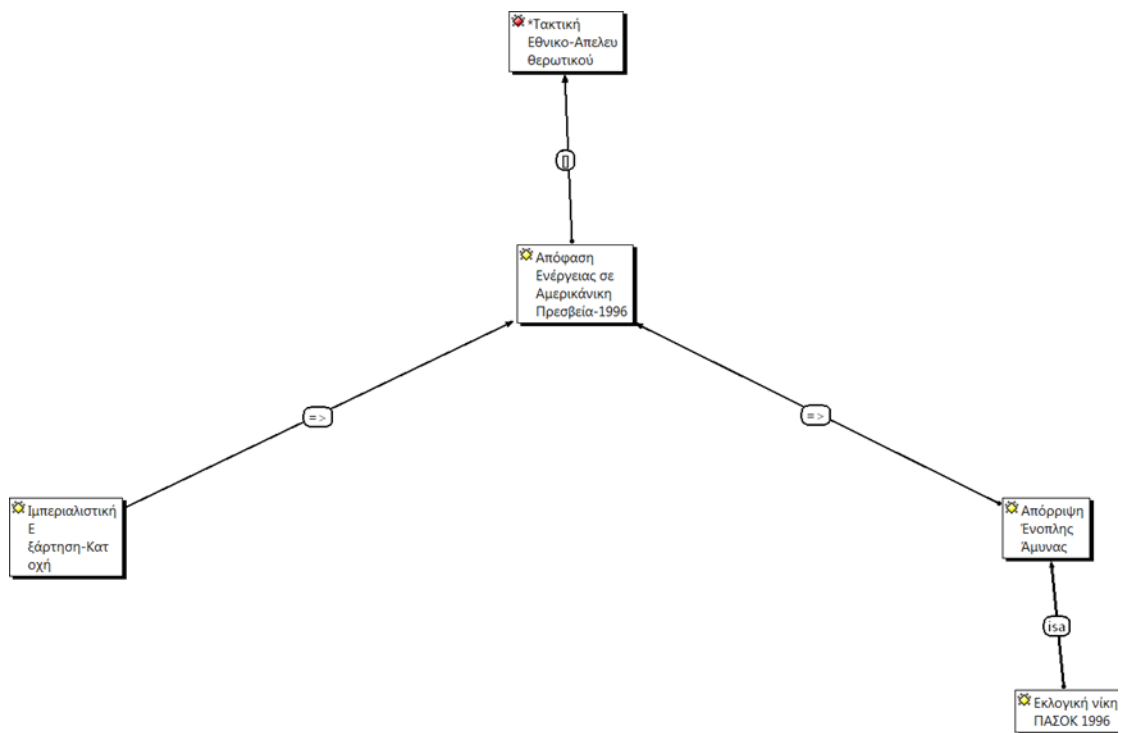 *Τακτική
Εθνικο-Απελευ
θερωτικού
[]
Απόφαση
Ενέργειας σε
Αμερικάνικη
Πρεσβεία-1996
=>
=>
Ιμπεριαλιστική
Ε
ξάρτηση-Κατ
οχή
Απόρριψη
Ένοπλης
Άμυνας
isa
Εκλογική νίκη
ΠΑΣΟΚ 1996